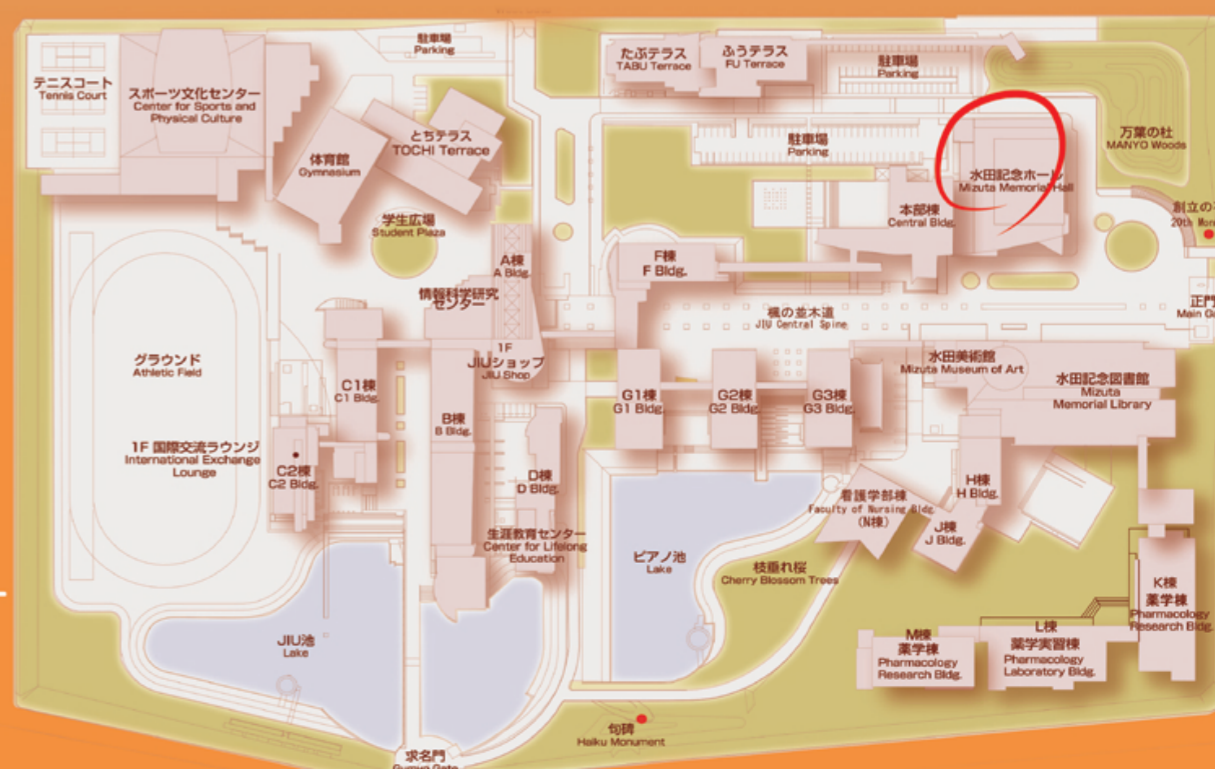 駐車場
Parking
テニスコート
Tennis Court
スポーツ文化センター
Center for Sports and
Physical Culture
体育館
Gymnasium
とちテラス
TOCHI Terrace
学生広場
Student Plaza
たぶテラス
TABU Terrace
ふうテラス
FU Terrace
駐車場
Parking
駐車場
Parking
万葉の杜
MANYO Woods
水田記念ホール
Mizuta Memorial Hall
本部棟
Central Bldg.
創立の
20th
正門
Main
A棟
A Bldg.
F棟
F Bldg.
情報科学研究
センター
楓の並木道
JIU Central Spine
1F
JIUショップ
JIU Shop
グラウンド
Athletic Field
C1棟
C1 Bldg.
B棟
B Bldg.
G1棟
G1 Bldg.
G2棟
G2 Bldg.
G3棟
G3 Bldg.
水田美術館
Mizuta Museum of Art
水田記念図書館
Mizuta
Memorial Library
1F 国際交流ラウンジ
International Exchange
Lounge
C2棟
C2 Bldg.
D棟
D Bldg.
生涯教育センター
Center for Lifelong
Education
看護学部棟
Faculty of Nursing Bldg.
(N棟)
H棟
H Bldg.
J棟
J Bldg.
ピアノ池
Lake
枝垂れ桜
Cherry Blossom Trees
K棟
薬学棟
Pharmacology
Research Bldg.
JIU池
Lake
M棟
薬学棟
Pharmacology
Research Bldg.
L棟
薬学実習棟
Pharmacology
Laboratory Bldg.
句碑
Haiku Monument
求名門
Gumyo Gate